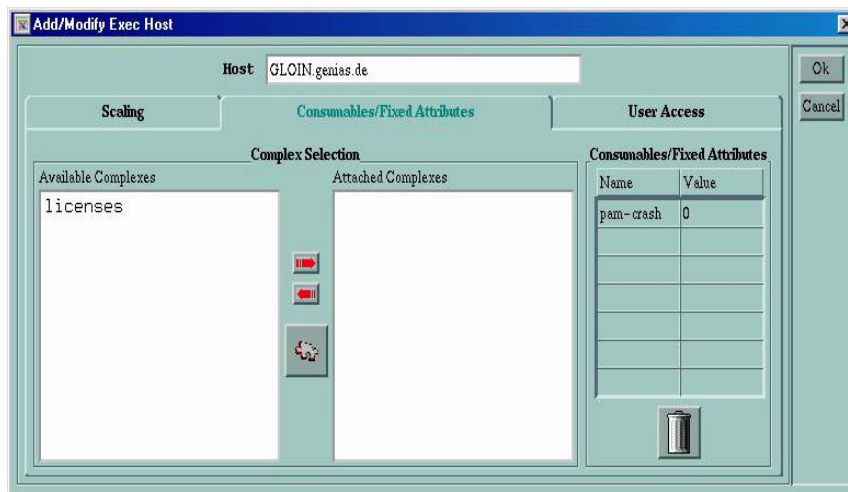 Add/Modify Exec Host
Host GLOIN.genias.de
Ok
Cancel
Scaling
Consumables/Fixed Attributes
User Access
Complex Selection
Available Complexes
Attached Complexes
licenses
Consumables/Fixed Attributes
Name Value
pam-crash 0